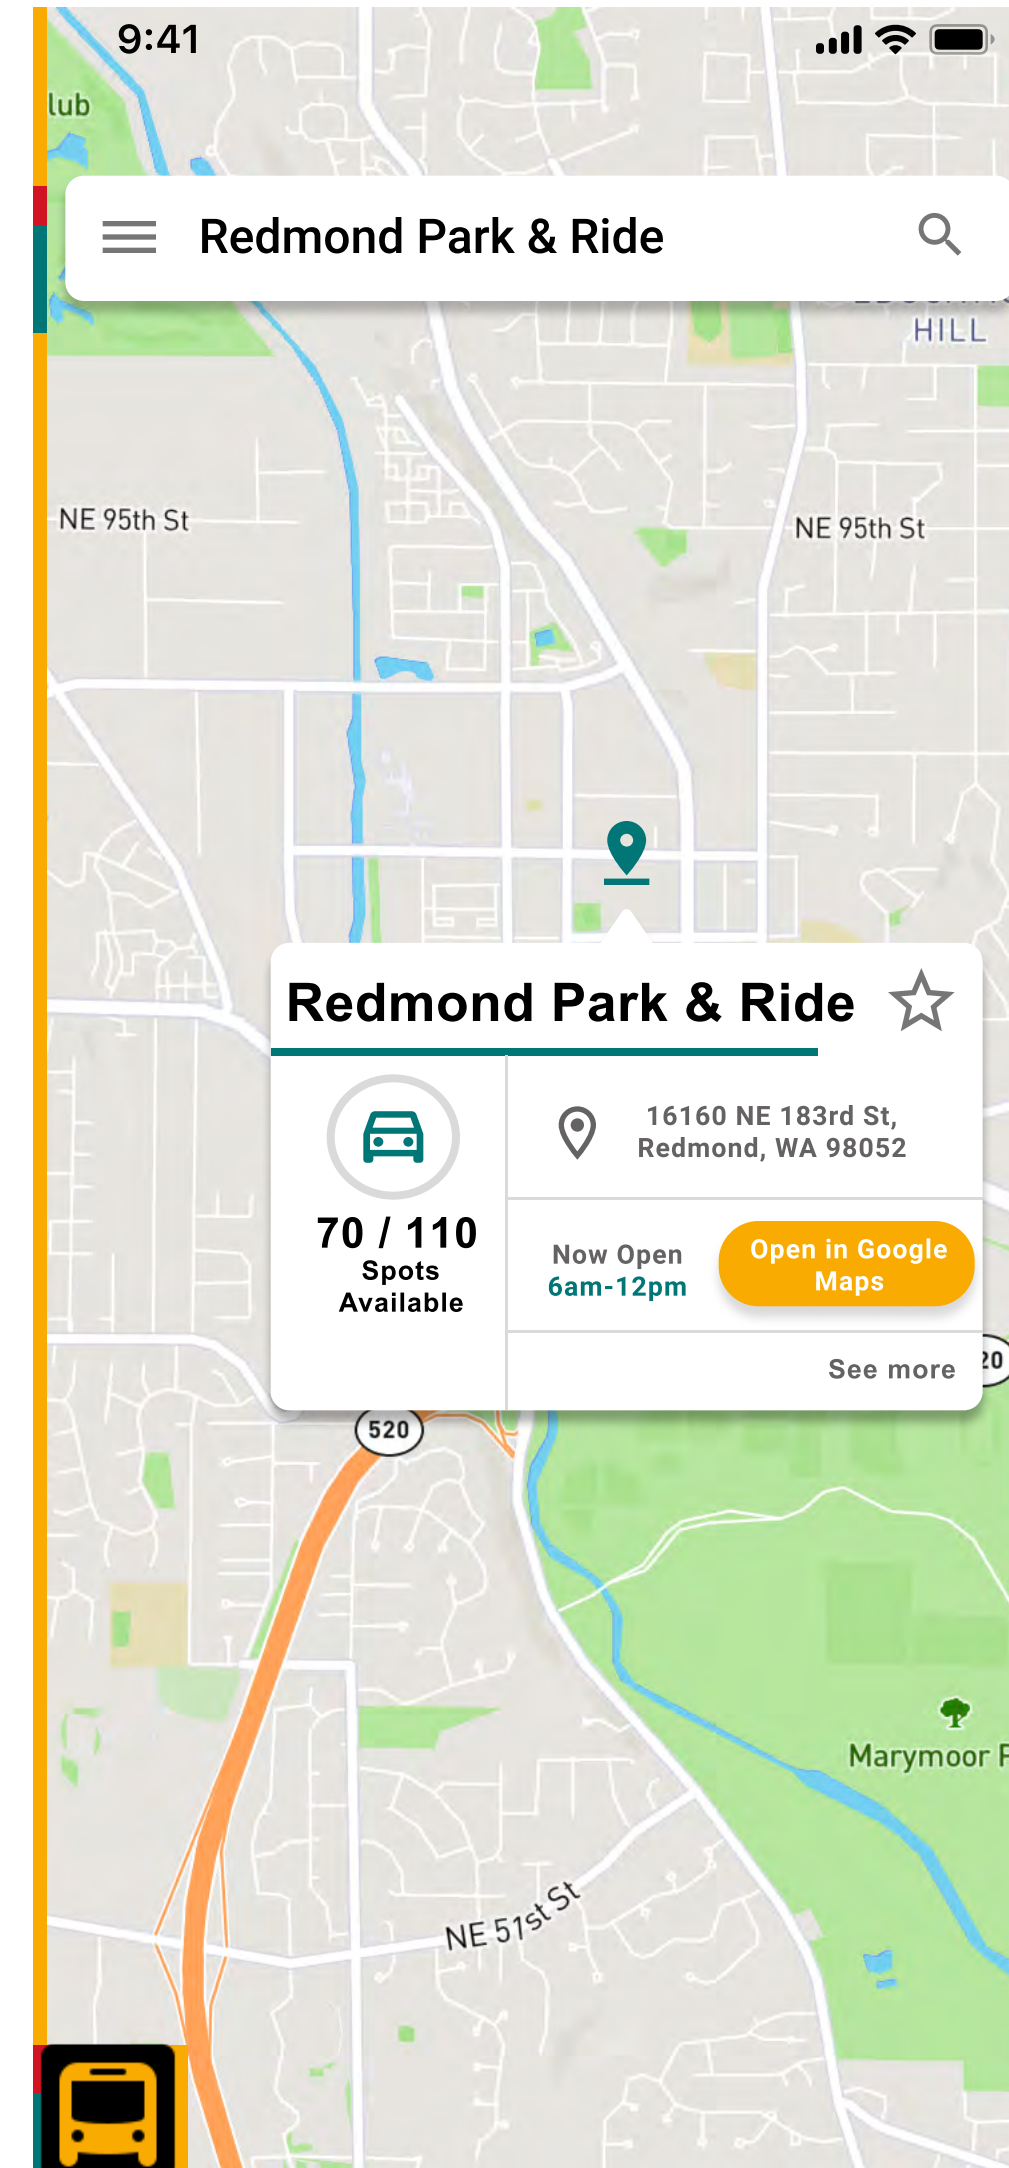 9:41
lub
Redmond Park & Ride
HILL
NE 95th St
NE 95th St
Redmond Park & Ride
16160 NE 183rd St,
Redmond, WA 98052
70 / 110
Spots
Available
Now Open
6am-12pm
Open in Google
Maps
See more
20
520
Marymoor P
NE 51st St